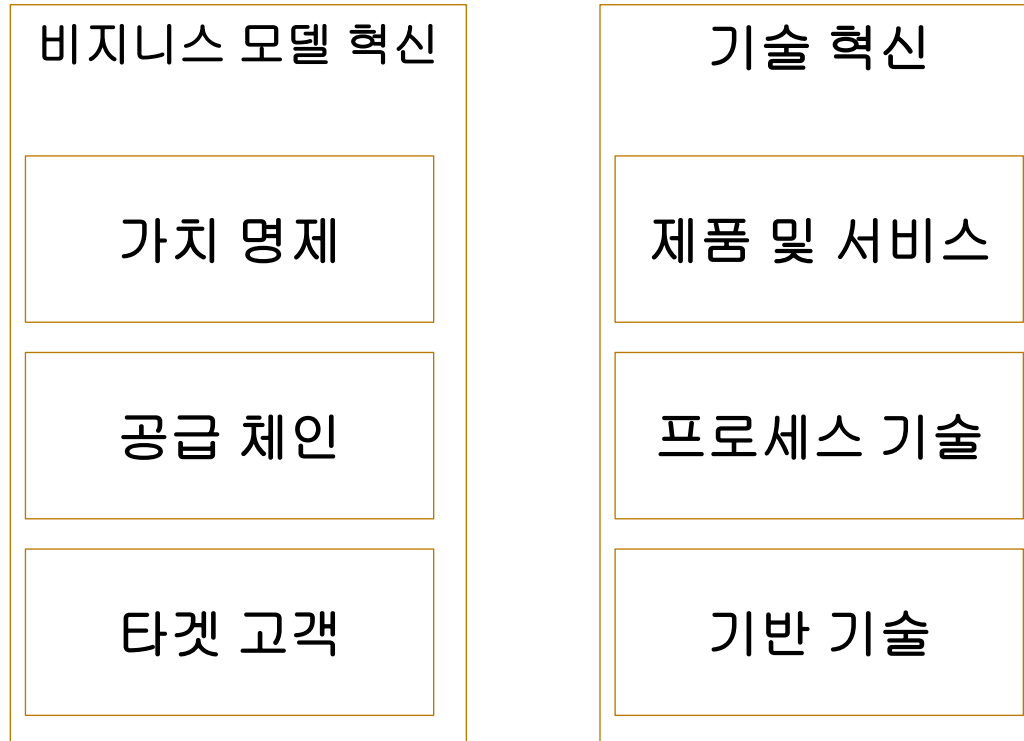 비지니스 모델 혁신
가치 명제
공급 체인
타겟 고객
기술 혁신
제품 및 서비스
프로세스 기술
기반 기술